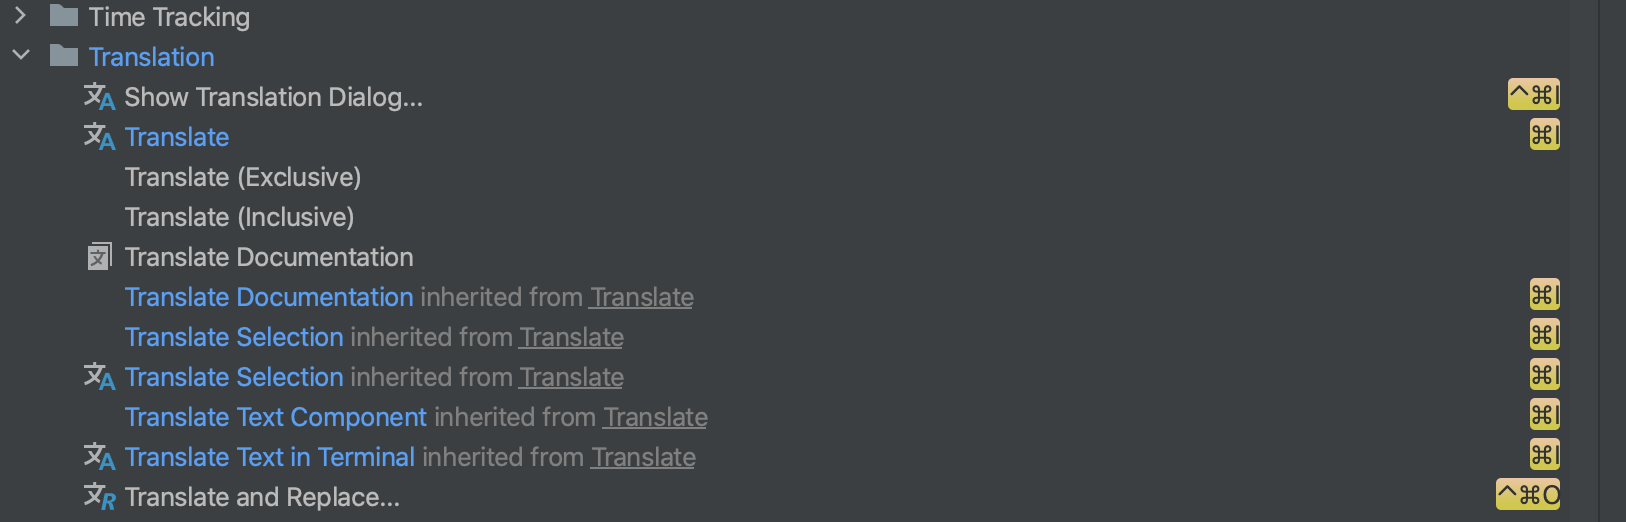 Time Tracking
Translation
Show Translation Dialog... ^⌘I
Translate ⌘I
Translate (Exclusive)
Translate (Inclusive)
Translate Documentation
Translate Documentation inherited from Translate ⌘I
Translate Selection inherited from Translate ⌘I
Translate Selection inherited from Translate ⌘I
Translate Text Component inherited from Translate ⌘I
Translate Text in Terminal inherited from Translate ⌘I
Translate and Replace... ^⌘O